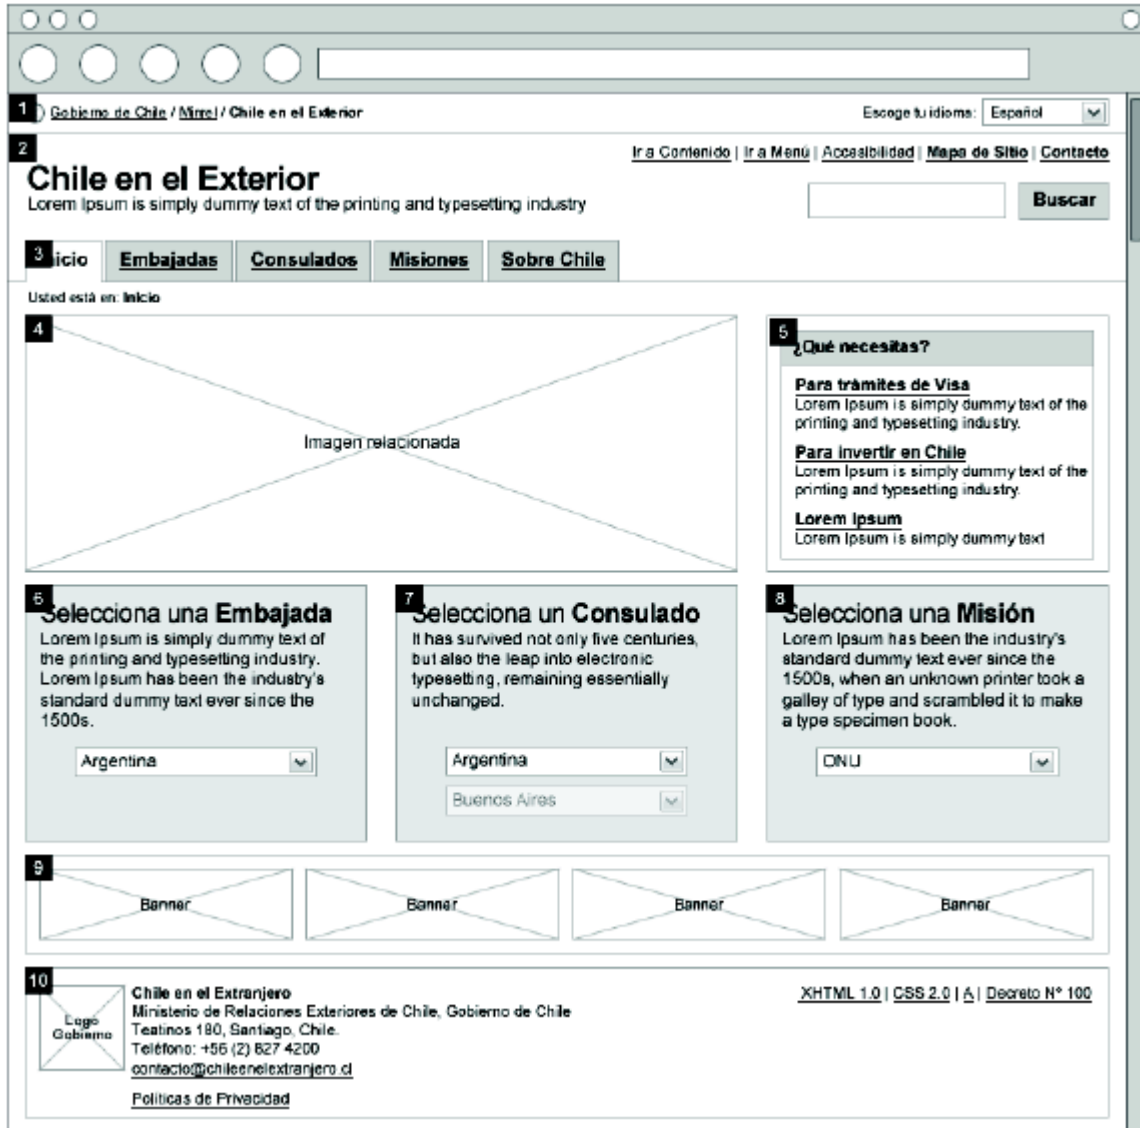 1 Gobierno de Chile / Minrel / Chile en el Exterior
Escoge tu idioma: Español
2
Ir a Contenido | Ir a Menú | Accesibilidad | Mapa de Sitio | Contacto
Chile en el Exterior
Lorem Ipsum is simply dummy text of the printing and typesetting industry
Buscar
3 Inicio Embajadas Consulados Misiones Sobre Chile
Usted está en: Inicio
4
Imagen relacionada
5
¿Qué necesitas?
Para trámites de Visa
Lorem Ipsum is simply dummy text of the
printing and typesetting industry.
Para invertir en Chile
Lorem Ipsum is simply dummy text of the
printing and typesetting industry.
Lorem Ipsum
Lorem Ipsum is simply dummy text
6
Selecciona una Embajada
Lorem Ipsum is simply dummy text of
the printing and typesetting industry.
Lorem Ipsum has been the industry's
standard dummy text ever since the
1500s.
Argentina
7
Selecciona un Consulado
It has survived not only five centuries,
but also the leap into electronic
typesetting, remaining essentially
unchanged.
Argentina
Buenos Aires
8
Selecciona una Misión
Lorem Ipsum has been the industry's
standard dummy text ever since the
1500s, when an unknown printer took a
galley of type and scrambled it to make
a type specimen book.
ONU
9
Banner Banner Banner Banner
10
Logo
Gobierno
Chile en el Extranjero
Ministerio de Relaciones Exteriores de Chile, Gobierno de Chile
Teatinos 180, Santiago, Chile.
Teléfono: +56 (2) 827 4200
contacto@chileenelextranjero.cl
Políticas de Privacidad
XHTML 1.0 | CSS 2.0 | A | Decreto N° 100